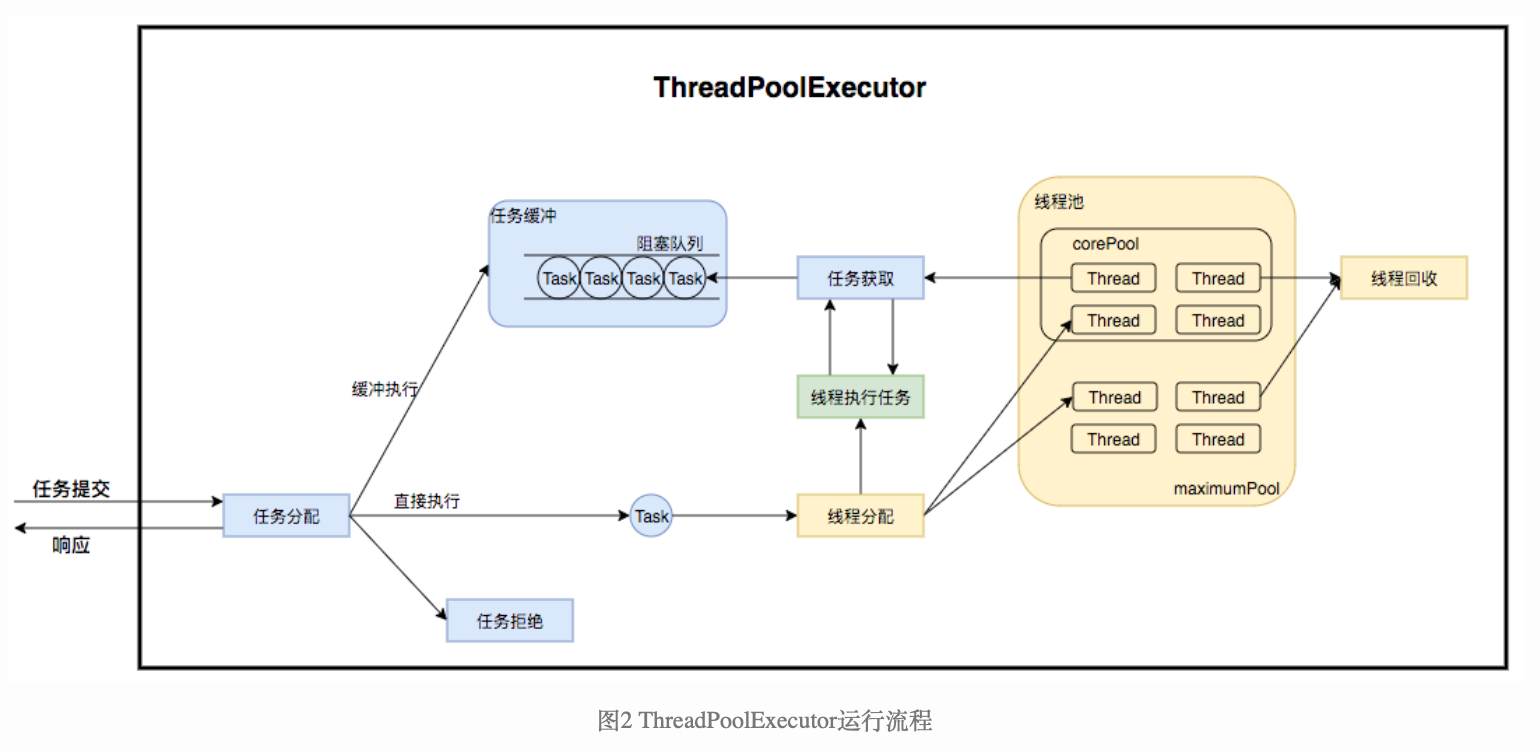 ThreadPoolExecutor
任务缓冲
阻塞队列
Task Task Task Task
任务获取
线程池
corePool
Thread Thread
Thread Thread
线程回收
缓冲执行
线程执行任务
Thread Thread
Thread Thread
maximumPool
任务提交
响应
任务分配
直接执行
Task
线程分配
任务拒绝
图2 ThreadPoolExecutor运行流程